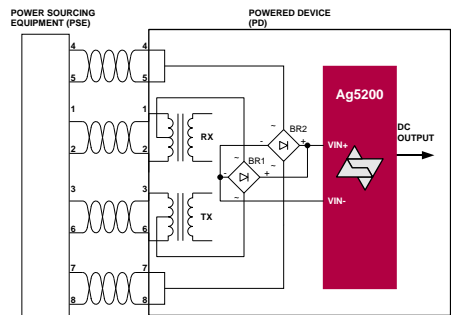 POWER SOURCING
EQUIPMENT (PSE)
POWERED DEVICE
(PD)
4 4
5 5
1 1
2 2
RX
3 3
6 6
TX
7 7
8 8
~
BR2
- +
~
~
BR1
- +
~
Ag5200
VIN+
VIN-
DC
OUTPUT